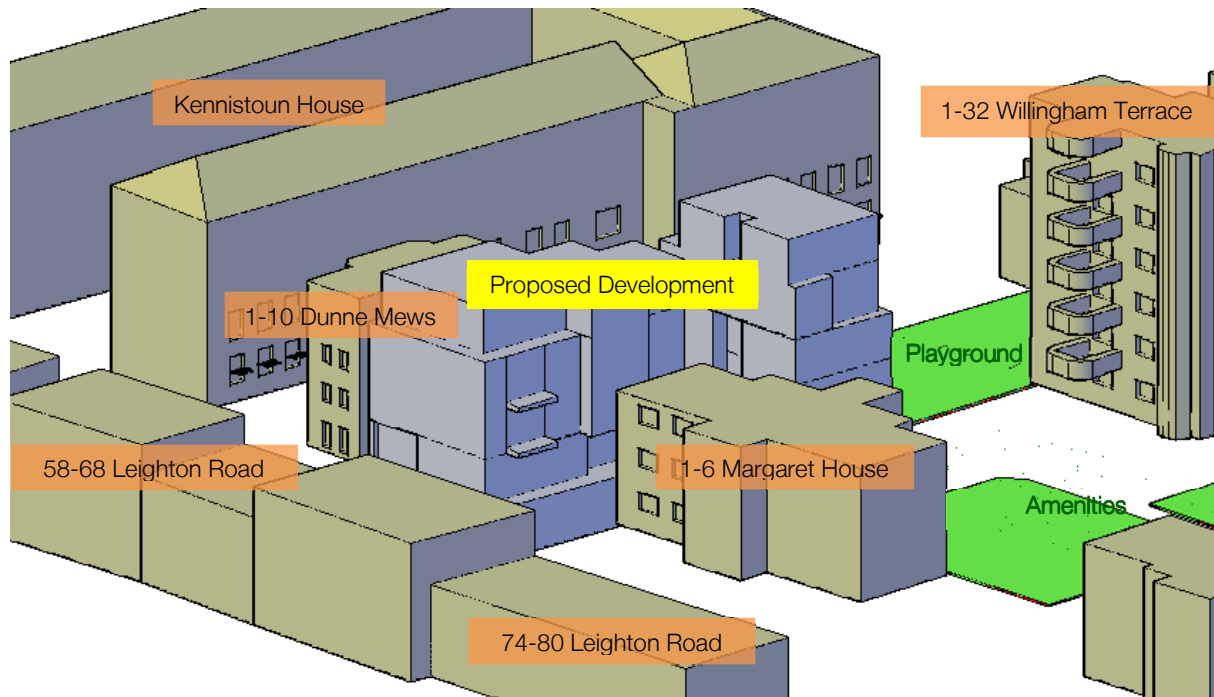 Kennistoun House
1-32 Willingham Terrace
Proposed Development
1-10 Dunne Mews
Playground
58-68 Leighton Road
1-6 Margaret House
Amenities
74-80 Leighton Road